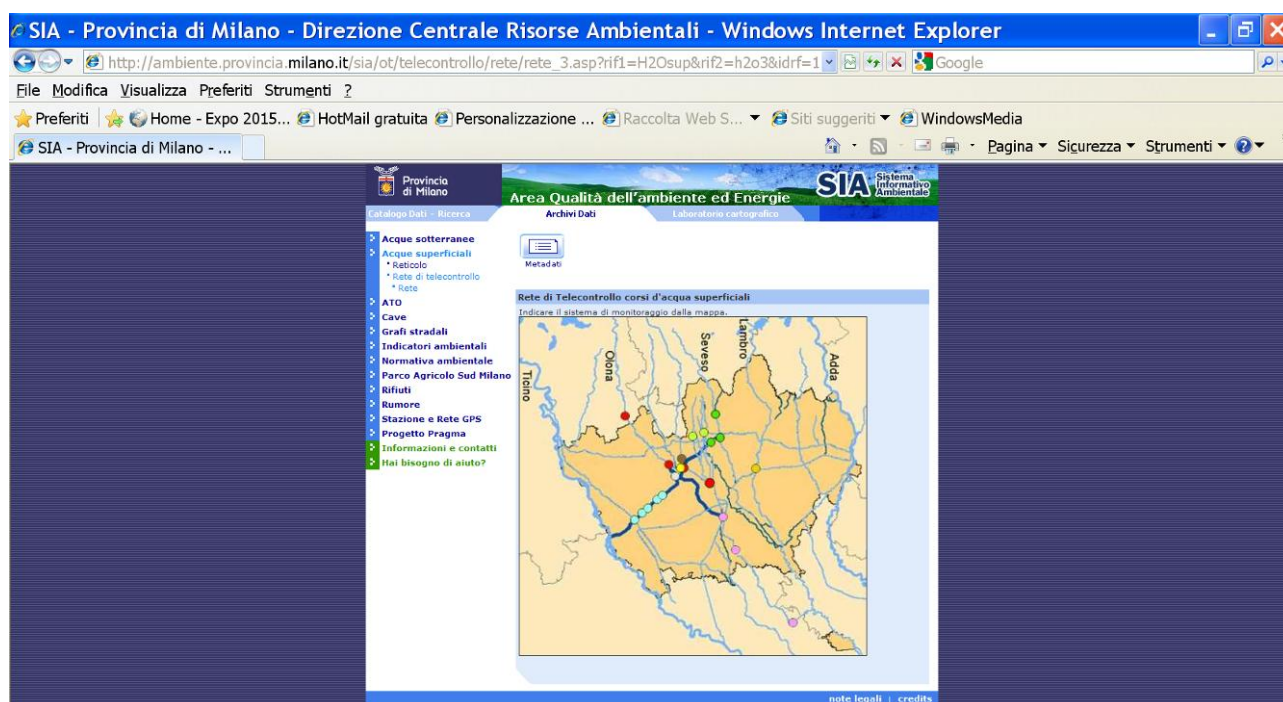 SIA - Provincia di Milano - Direzione Centrale Risorse Ambientali - Windows Internet Explorer
http://ambiente.provincia.milano.it/sia/ot/telecontrollo/rete/rete_3.asp?rif1=H2Osup&rif2=h2o3&idrf=1
Google
File Modifica Visualizza Preferiti Strumenti ?
Preferiti Home - Expo 2015... HotMail gratuita Personalizzazione ... Raccolta Web S... Siti suggeriti WindowsMedia
SIA - Provincia di Milano - ...
Pagina Sicurezza Strumenti
Provincia
di Milano
Area Qualità dell'ambiente ed Energie
SIA Sistema
Informativo
Ambientale
Catalogo Dati - Ricerca Archivi Dati Laboratorio cartografico
Acque sotterranee
Acque superficiali
* Reticolo
* Rete di telecontrollo
* Rete
ATO
Cave
Grafi stradali
Indicatori ambientali
Normativa ambientale
Parco Agricolo Sud Milano
Rifiuti
Rumore
Stazione e Rete GPS
Progetto Pragma
Informazioni e contatti
Hai bisogno di aiuto?
Metadati
Rete di Telecontrollo corsi d'acqua superficiali
Indicare il sistema di monitoraggio dalla mappa.
Ticino
Olona
Seveso
Lambro
Adda
note legali | credits